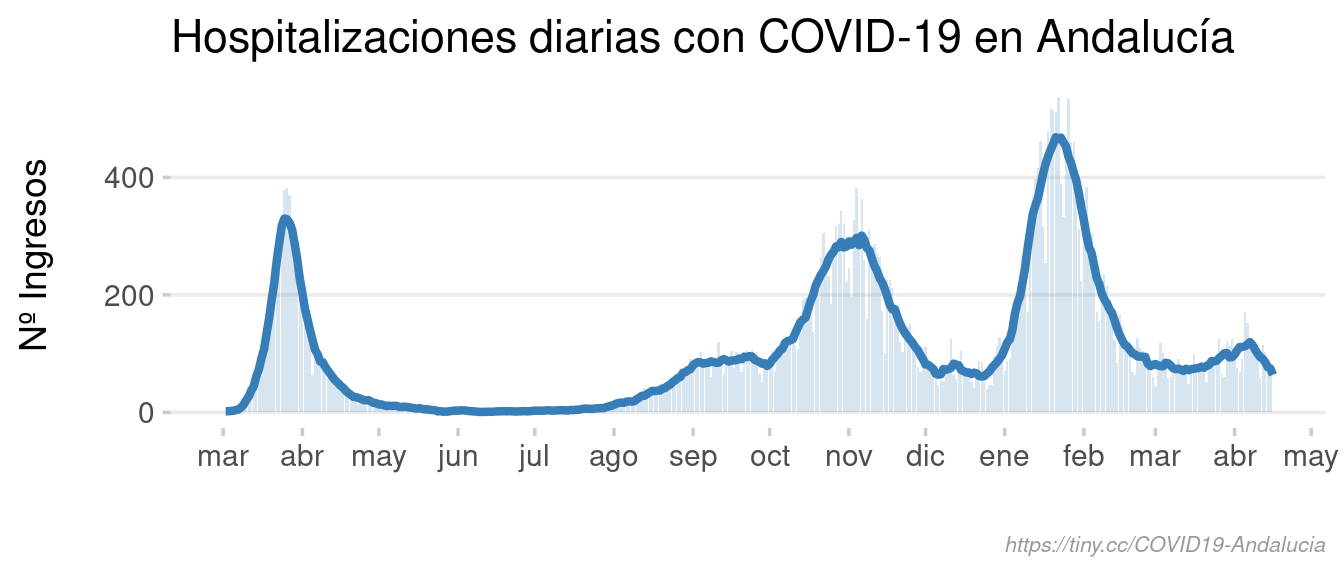 Hospitalizaciones diarias con COVID-19 en Andalucía
Nº Ingresos
400
200
0
mar abr may jun jul ago sep oct nov dic ene feb mar abr may
https://tiny.cc/COVID19-Andalucia